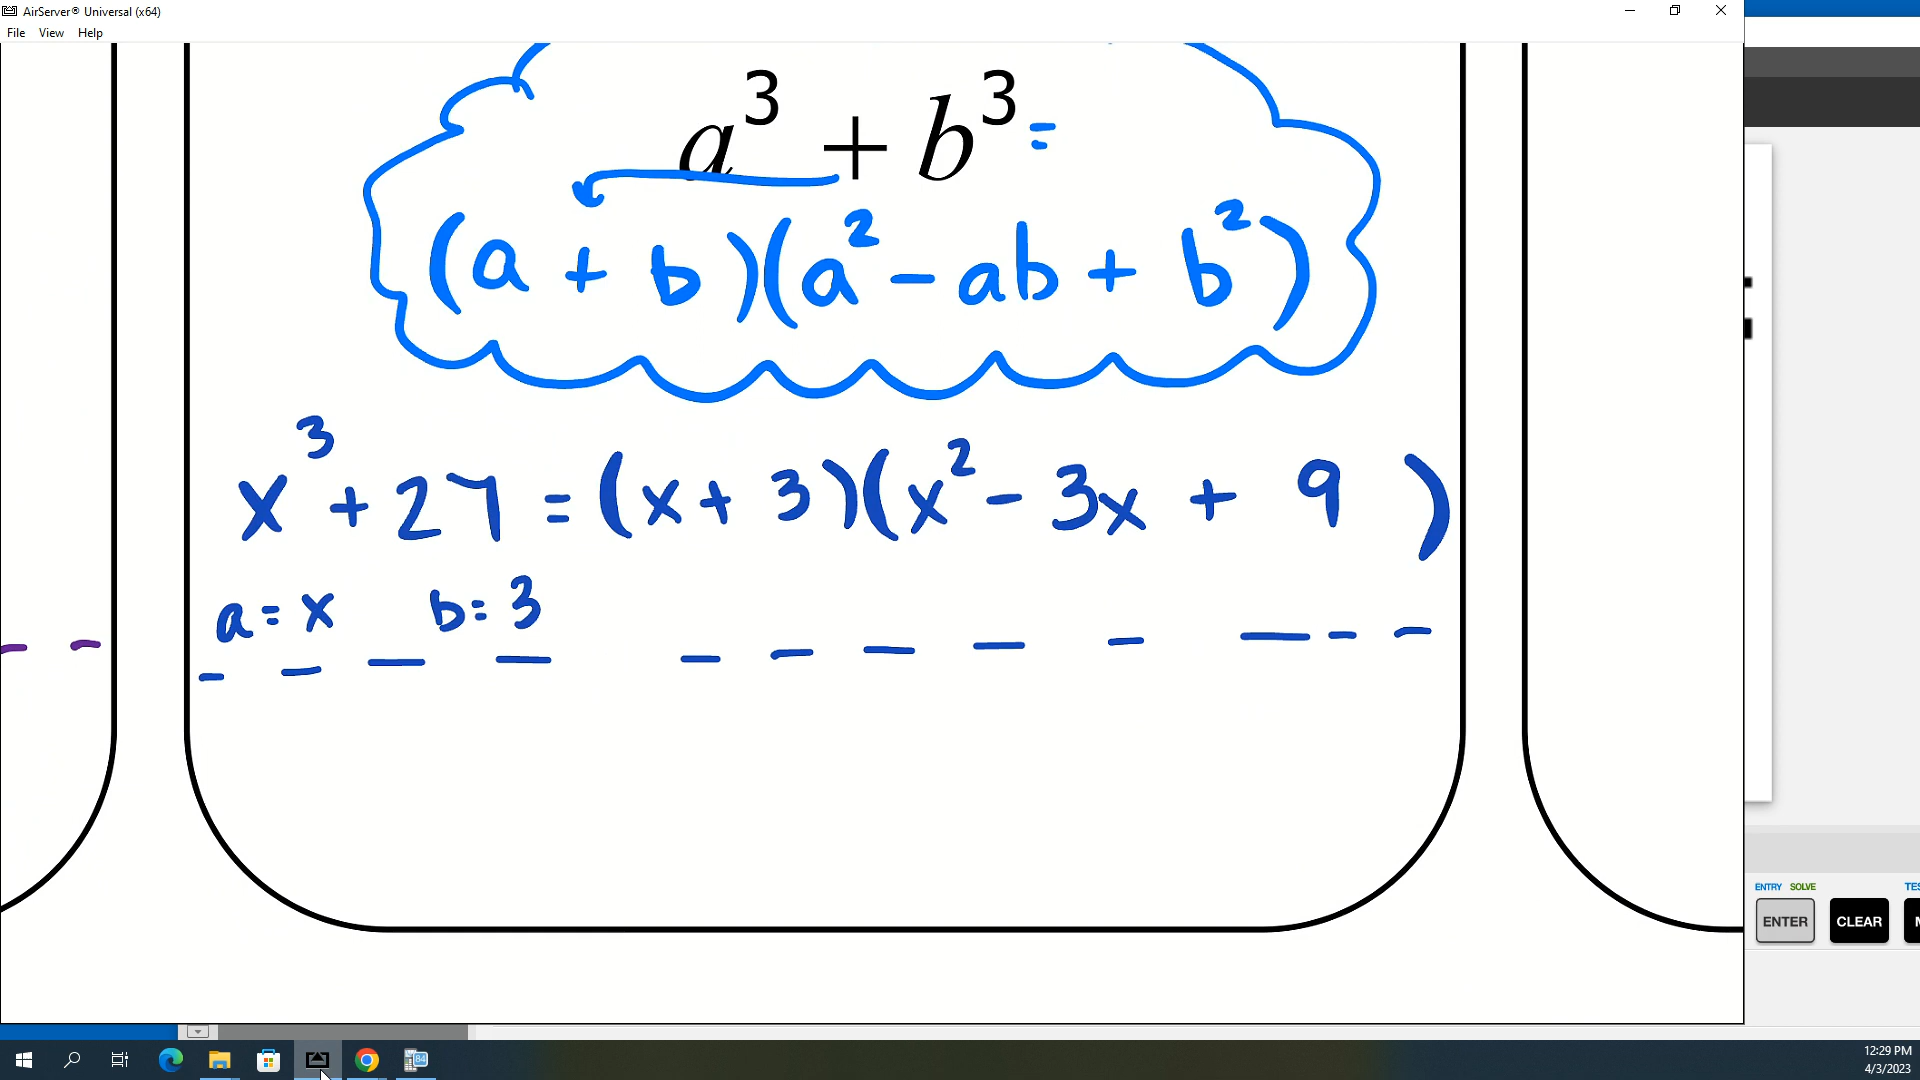 AirServer® Universal (x64)
File View Help
a³ + b³ =
(a + b)(a² - ab + b²)
x³ + 27 = (x + 3)(x² - 3x + 9)
a = x b = 3
ENTRY SOLVE
ENTER CLEAR
84
12:29 PM
4/3/2023